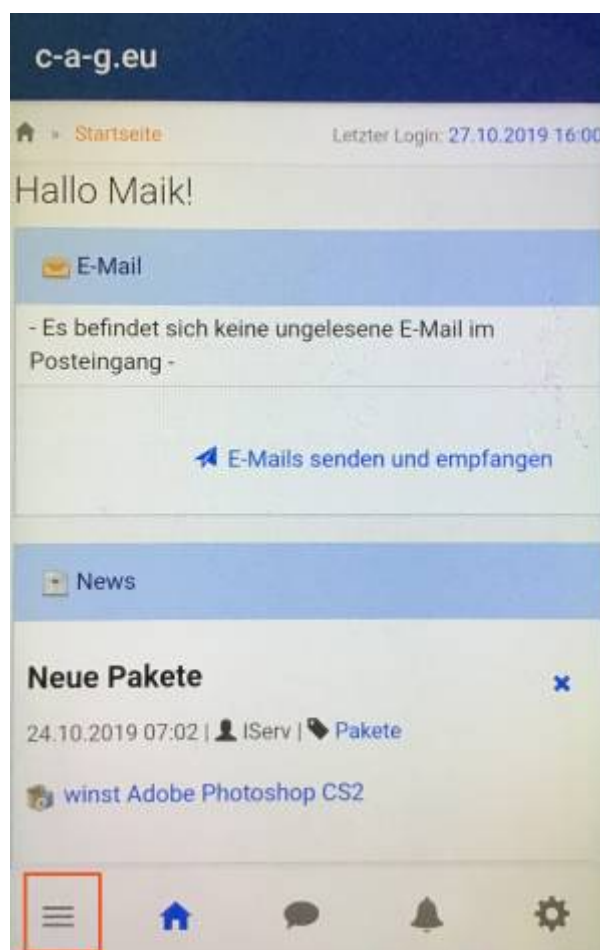 c-a-g.eu
» Startseite Letzter Login: 27.10.2019 16:00
Hallo Maik!
E-Mail
- Es befindet sich keine ungelesene E-Mail im
Posteingang -
E-Mails senden und empfangen
News
Neue Pakete
24.10.2019 07:02 | IServ | Pakete
winst Adobe Photoshop CS2